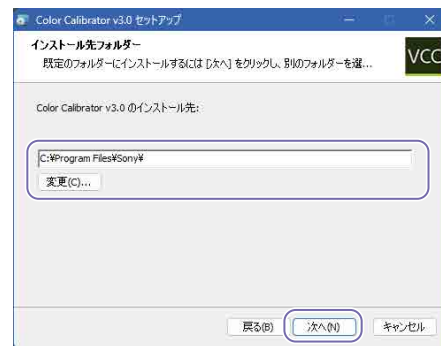 Color Calibrator v3.0 セットアップ
インストール先フォルダー
既定のフォルダーにインストールするには [次へ] をクリックし、別のフォルダーを選...
VCC
Color Calibrator v3.0 のインストール先:
C:¥Program Files¥Sony¥
変更(C)...
戻る(B) 次へ(N) キャンセル